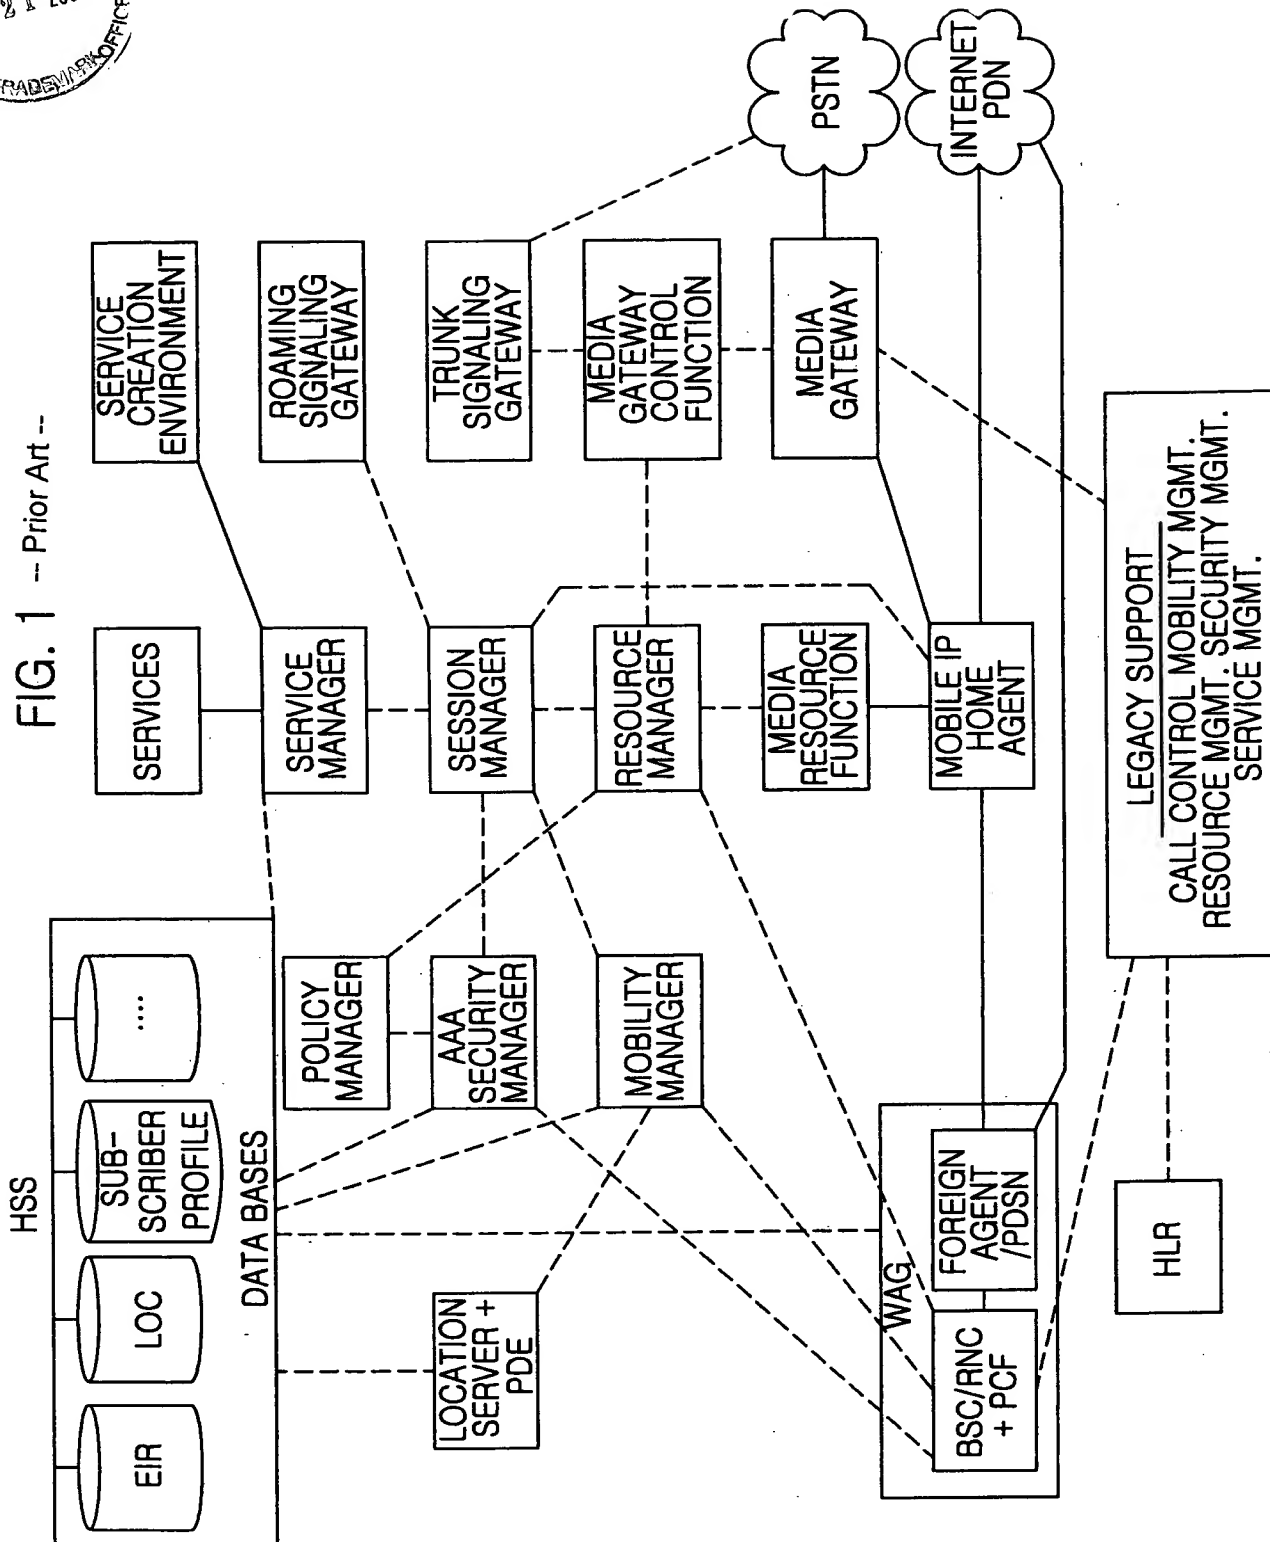 FIG. 1 -- Prior Art --
HSS
EIR
LOC
SUB-
SCRIBER
PROFILE
....
DATA BASES
SERVICES
SERVICE
CREATION
ENVIRONMENT
POLICY
MANAGER
SERVICE
MANAGER
ROAMING
SIGNALING
GATEWAY
LOCATION
SERVER +
PDE
AAA
SECURITY
MANAGER
SESSION
MANAGER
TRUNK
SIGNALING
GATEWAY
MOBILITY
MANAGER
RESOURCE
MANAGER
MEDIA
GATEWAY
CONTROL
FUNCTION
MEDIA
RESOURCE
FUNCTION
MEDIA
GATEWAY
PSTN
WAG
BSC/RNC
+ PCF
FOREIGN
AGENT
/PDSN
MOBILE IP
HOME
AGENT
INTERNET
PDN
HLR
LEGACY SUPPORT
CALL CONTROL MOBILITY MGMT.
RESOURCE MGMT. SECURITY MGMT.
SERVICE MGMT.
TRADEMARK OFFICE